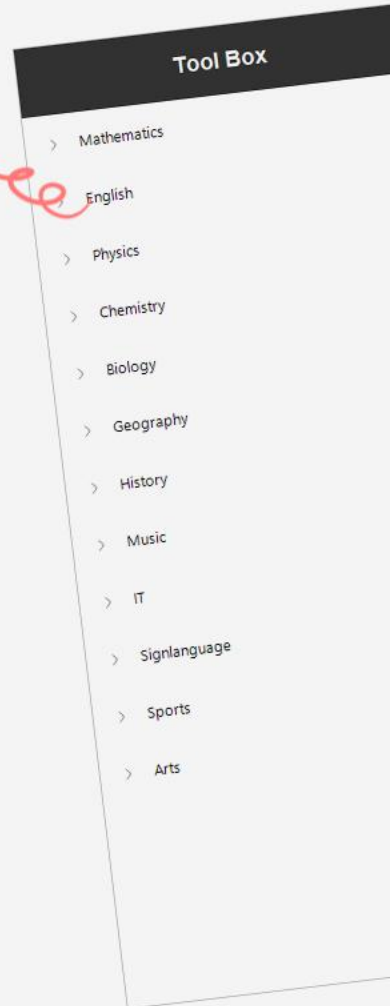 Tool Box
Mathematics
English
Physics
Chemistry
Biology
Geography
History
Music
IT
Signlanguage
Sports
Arts